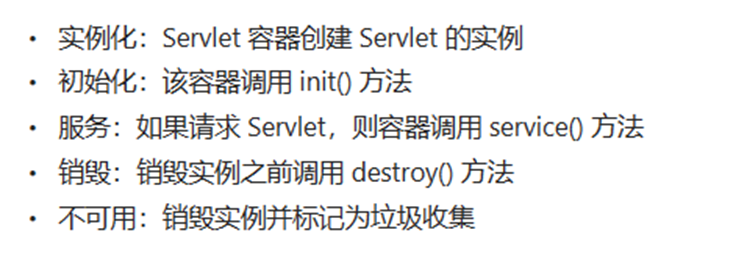 • 实例化：Servlet 容器创建 Servlet 的实例
• 初始化：该容器调用 init() 方法
• 服务：如果请求 Servlet，则容器调用 service() 方法
• 销毁：销毁实例之前调用 destroy() 方法
• 不可用：销毁实例并标记为垃圾收集